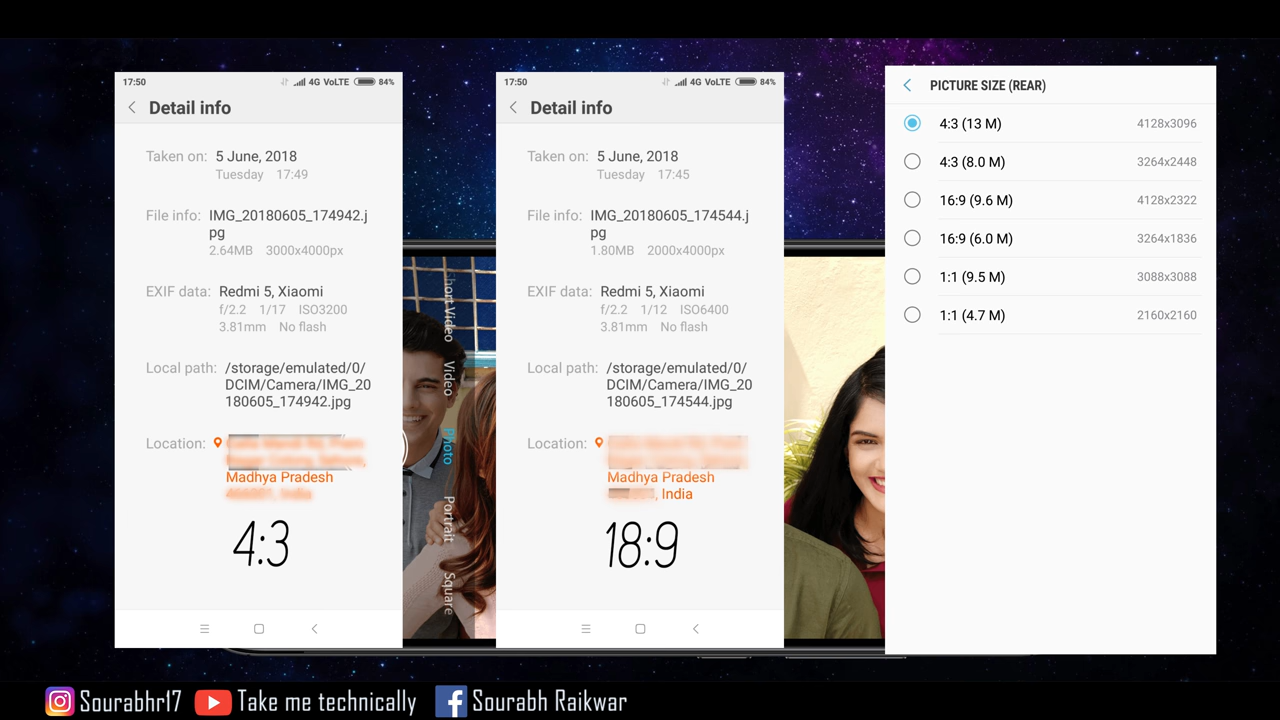 17:50 4G VoLTE 84%
Detail info
Taken on: 5 June, 2018
Tuesday 17:49
File info: IMG_20180605_174942.j
pg
2.64MB 3000x4000px
EXIF data: Redmi 5, Xiaomi
f/2.2 1/17 ISO3200
3.81mm No flash
Local path: /storage/emulated/0/
DCIM/Camera/IMG_20
180605_174942.jpg
Location:
Madhya Pradesh
India
4:3
Short Video
Video
Photo
Portrait
Square
17:50 4G VoLTE 84%
Detail info
Taken on: 5 June, 2018
Tuesday 17:45
File info: IMG_20180605_174544.j
pg
1.80MB 2000x4000px
EXIF data: Redmi 5, Xiaomi
f/2.2 1/12 ISO6400
3.81mm No flash
Local path: /storage/emulated/0/
DCIM/Camera/IMG_20
180605_174544.jpg
Location:
Madhya Pradesh
, India
18:9
PICTURE SIZE (REAR)
4:3 (13 M) 4128x3096
4:3 (8.0 M) 3264x2448
16:9 (9.6 M) 4128x2322
16:9 (6.0 M) 3264x1836
1:1 (9.5 M) 3088x3088
1:1 (4.7 M) 2160x2160
Sourabhr17 Take me technically Sourabh Raikwar